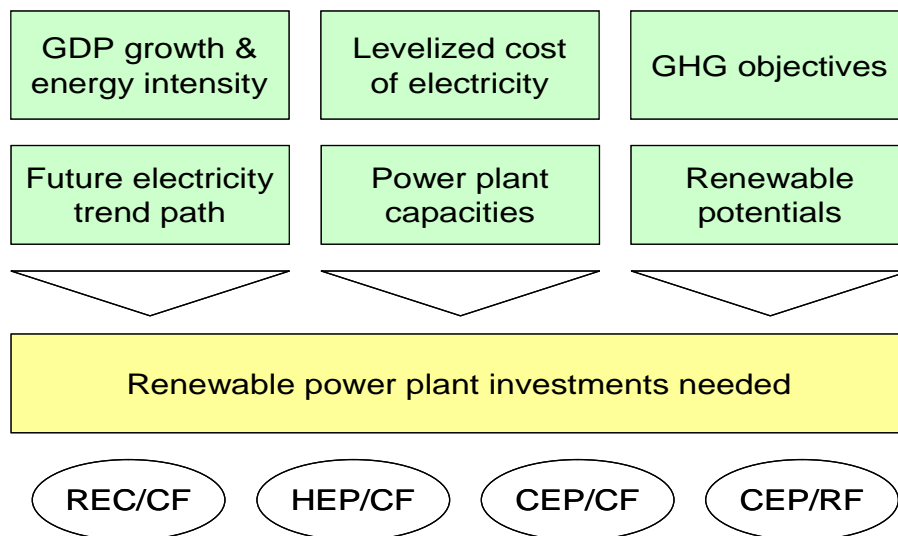 GDP growth &
energy intensity
Levelized cost
of electricity
GHG objectives
Future electricity
trend path
Power plant
capacities
Renewable
potentials
Renewable power plant investments needed
REC/CF
HEP/CF
CEP/CF
CEP/RF